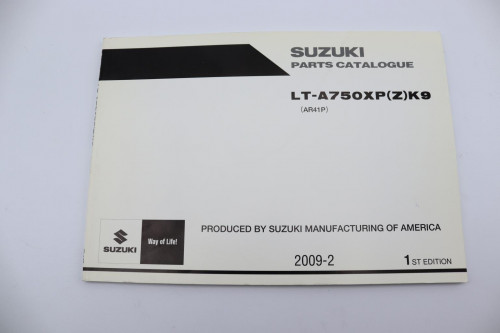 SUZUKI
PARTS CATALOGUE
LT-A750XP(Z)K9
(AR41P)
SUZUKI
Way of Life!
PRODUCED BY SUZUKI MANUFACTURING OF AMERICA
2009-2
1ST EDITION